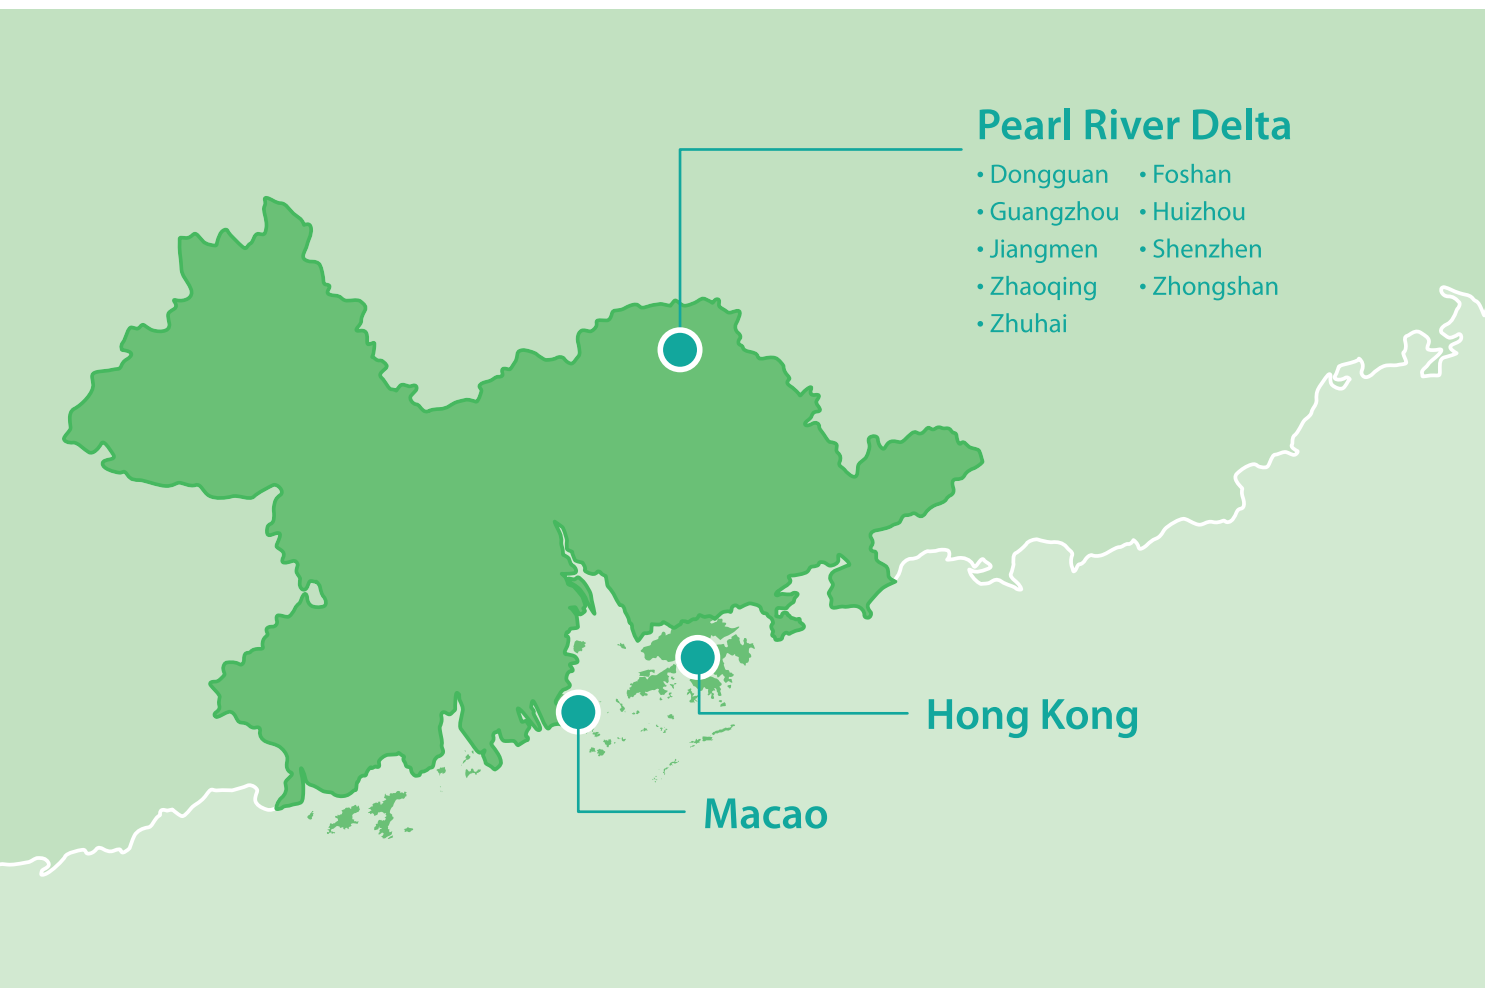 Pearl River Delta
• Dongguan • Foshan
• Guangzhou • Huizhou
• Jiangmen • Shenzhen
• Zhaoqing • Zhongshan
• Zhuhai
Hong Kong
Macao